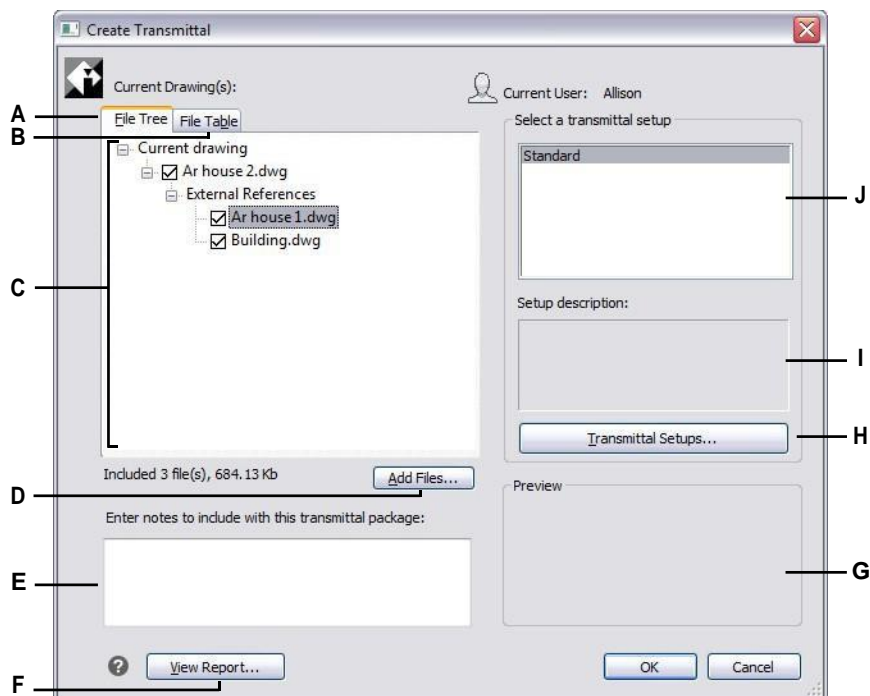 Create Transmittal
Current Drawing(s):
Current User: Allison
A
File Tree
File Table
B
Select a transmittal setup
Current drawing
Ar house 2.dwg
External References
Ar house 1.dwg
Building.dwg
Standard
J
C
Setup description:
I
Transmittal Setups...
H
Included 3 file(s), 684.13 Kb
Add Files...
D
Preview
Enter notes to include with this transmittal package:
E
G
?
View Report...
OK
Cancel
F